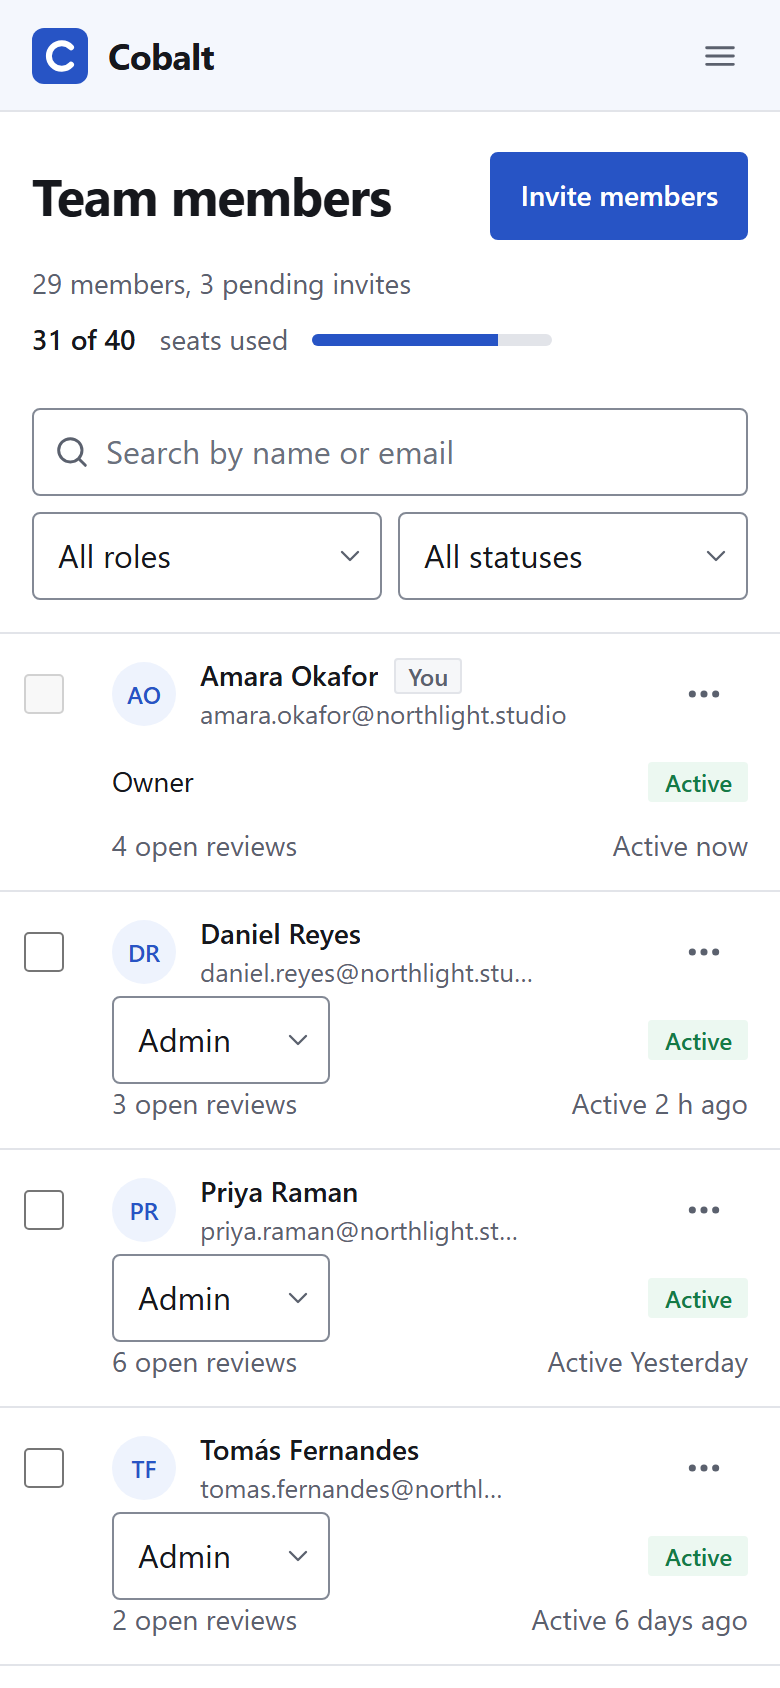 C Cobalt
Team members
Invite members
29 members, 3 pending invites
31 of 40 seats used
Search by name or email
All roles
All statuses
AO
Amara Okafor You
amara.okafor@northlight.studio
Owner
Active
4 open reviews
Active now
DR
Daniel Reyes
daniel.reyes@northlight.stu...
Admin
Active
3 open reviews
Active 2 h ago
PR
Priya Raman
priya.raman@northlight.st...
Admin
Active
6 open reviews
Active Yesterday
TF
Tomás Fernandes
tomas.fernandes@northl...
Admin
Active
2 open reviews
Active 6 days ago